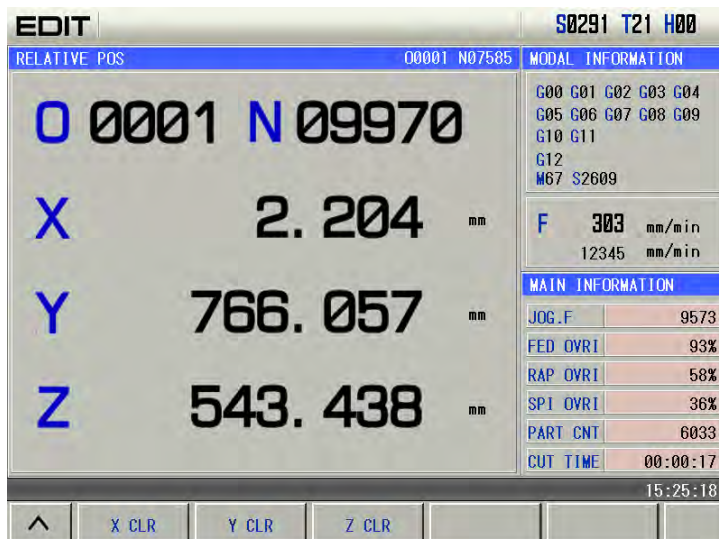 EDIT S0291 T21 H00
RELATIVE POS O0001 N07585
O 0001 N 09970
X 2.204 mm
Y 766.057 mm
Z 543.438 mm
MODAL INFORMATION
G00 G01 G02 G03 G04
G05 G06 G07 G08 G09
G10 G11
G12
M67 S2609
F 303 mm/min
12345 mm/min
MAIN INFORMATION
JOG.F 9573
FED OVRI 93%
RAP OVRI 58%
SPI OVRI 36%
PART CNT 6033
CUT TIME 00:00:17
15:25:18
X CLR Y CLR Z CLR